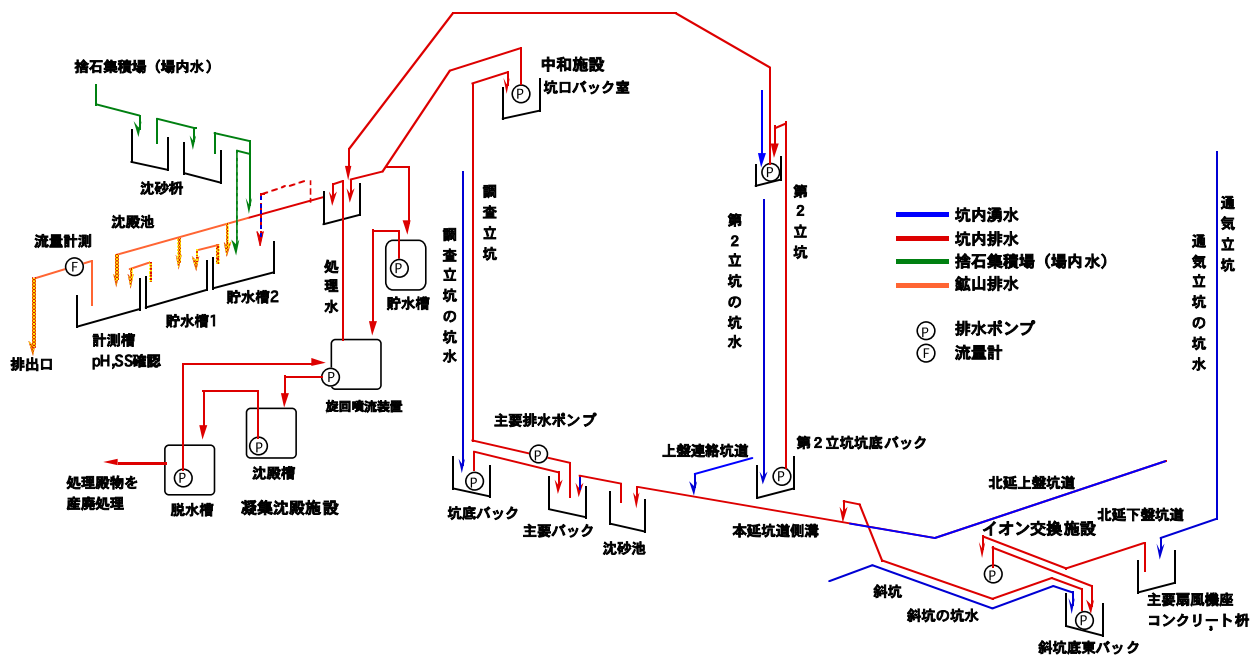 捨石集積場（場内水）
中和施設
坑口バック室
沈砂枡
沈殿池
流量計測
F
貯水槽2
貯水槽1
計測槽
pH,SS確認
排出口
処理水
P
貯水槽
P
旋回噴流装置
P
沈殿槽
P
凝集沈殿施設
P
脱水槽
処理殿物を
産廃処理
調査立坑
調査立坑の坑水
P
第2立坑
第2立坑の坑水
P
通気立坑
通気立坑の坑水
坑内湧水
坑内排水
捨石集積場（場内水）
鉱山排水
P
排水ポンプ
F
流量計
主要排水ポンプ
P
P
坑底バック
主要バック
沈砂池
上盤連絡坑道
第2立坑坑底バック
P
本延坑道側溝
北延上盤坑道
北延下盤坑道
イオン交換施設
P
斜坑
斜坑の坑水
P
斜坑底東バック
主要扇風機座
コンクリート枡